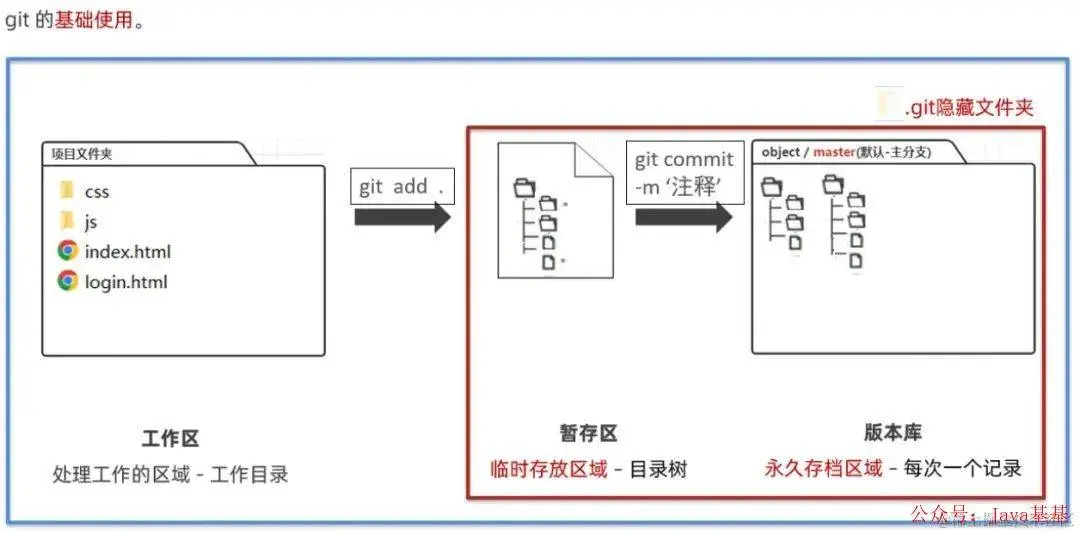 git 的基础使用。
.git隐藏文件夹
项目文件夹
css
js
index.html
login.html
git add .
git commit
-m ‘注释’
object / master(默认-主分支)
工作区
处理工作的区域 – 工作目录
暂存区
临时存放区域 – 目录树
版本库
永久存档区域 – 每次一个记录
公众号：Java基基